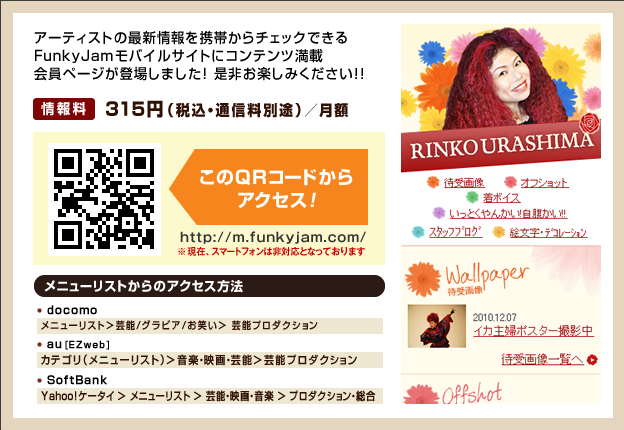 アーティストの最新情報を携帯からチェックできる
FunkyJamモバイルサイトにコンテンツ満載
会員ページが登場しました! 是非お楽しみください!!
情報料 315円(税込・通信料別途)/月額
このQRコードから
アクセス!
http://m.funkyjam.com/
※現在、スマートフォンは非対応となっております
メニューリストからのアクセス方法
• docomo
メニューリスト>芸能/グラビア/お笑い> 芸能プロダクション
• au[EZweb]
カテゴリ(メニューリスト)>音楽・映画・芸能>芸能プロダクション
• SoftBank
Yahoo!ケータイ > メニューリスト > 芸能・映画・音楽 > プロダクション・総合
RINKO URASHIMA
待受画像 オフショット
着ボイス
いっとくやんかい!自腹かい!!
スタッフブログ 絵文字・デコレーション
Wallpaper
待受画像
2010.12.07
イカ主婦ポスター撮影中
待受画像一覧へ
Offshot